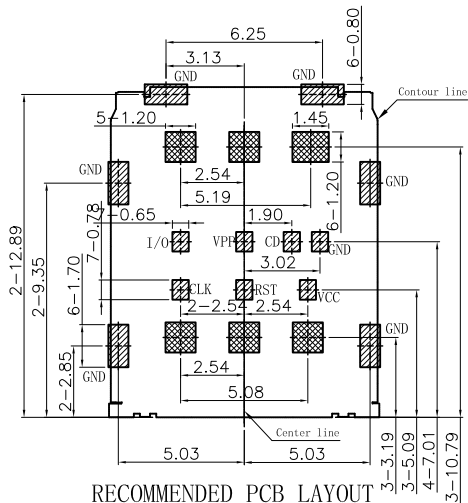 6.25
3.13
6-0.80
GND
GND
Contour line
5-1.20
1.45
GND
GND
2.54
5.19
6-1.20
7-0.65
1.90
7-0.78
I/O
VPP
CD
GND
3.02
2-12.89
2-9.35
6-1.70
2-2.85
CLK
RST
VCC
2-2.54
2.54
GND
GND
2.54
5.08
3-3.19
3-5.09
4-7.01
3-10.79
Center line
5.03
5.03
RECOMMENDED PCB LAYOUT